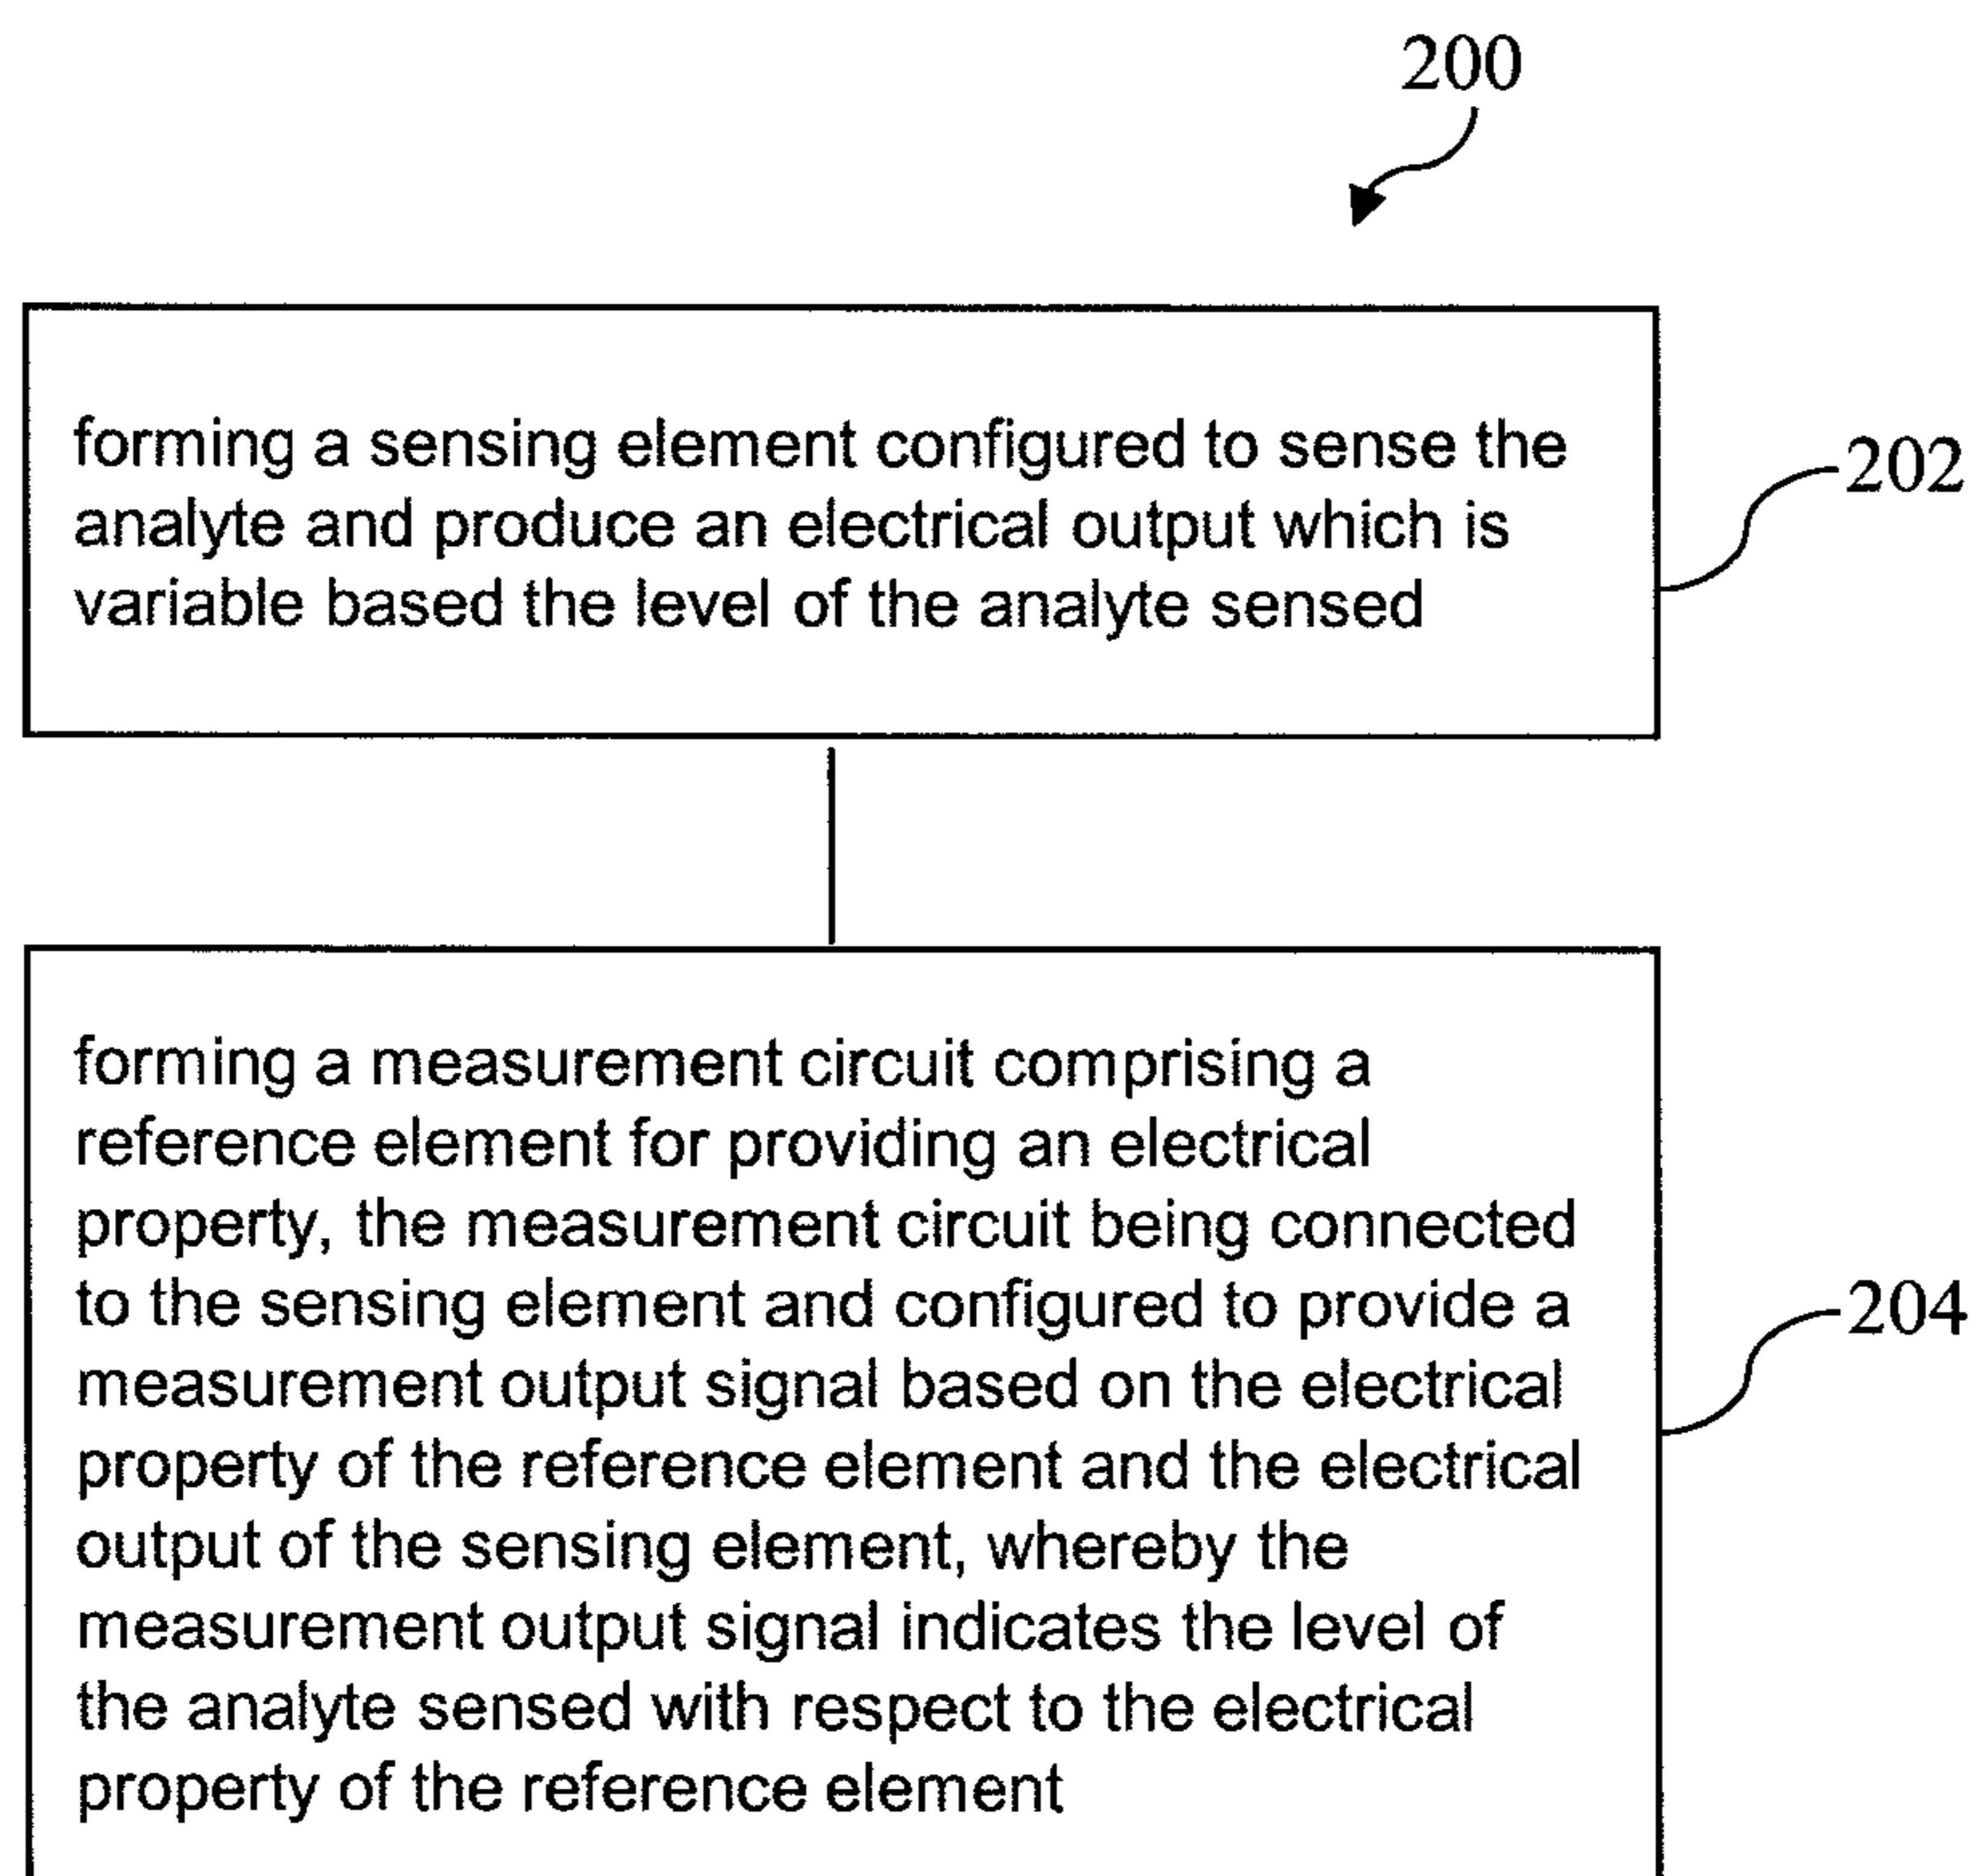 200
forming a sensing element configured to sense the
analyte and produce an electrical output which is
variable based the level of the analyte sensed
202
forming a measurement circuit comprising a
reference element for providing an electrical
property, the measurement circuit being connected
to the sensing element and configured to provide a
measurement output signal based on the electrical
property of the reference element and the electrical
output of the sensing element, whereby the
measurement output signal indicates the level of
the analyte sensed with respect to the electrical
property of the reference element
204